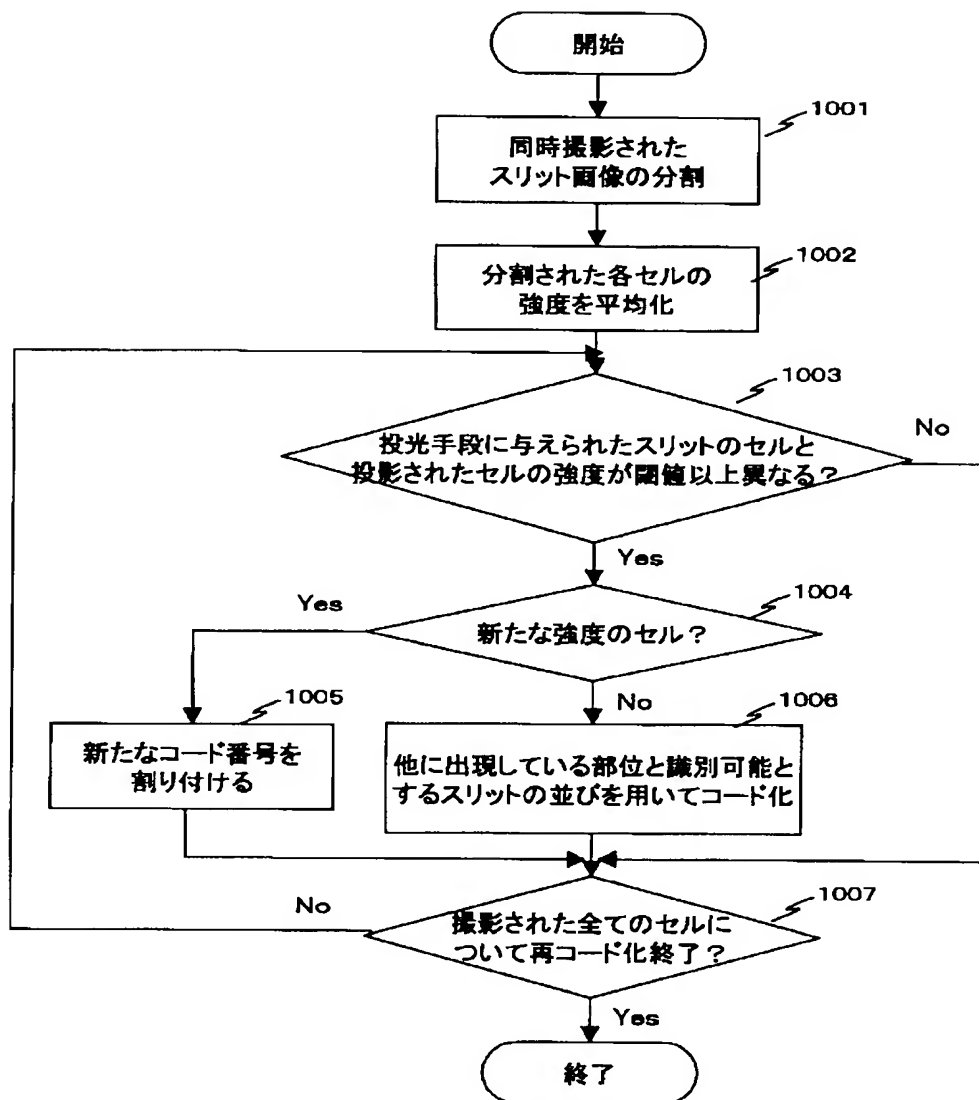 開始
1001
同時撮影された
スリット画像の分割
1002
分割された各セルの
強度を平均化
1003
投光手段に与えられたスリットのセルと
投影されたセルの強度が閾値以上異なる？
No
Yes
1004
新たな強度のセル？
Yes
No
1005
新たなコード番号を
割り付ける
1006
他に出現している部位と識別可能と
するスリットの並びを用いてコード化
1007
撮影された全てのセルに
ついて再コード化終了？
No
Yes
終了